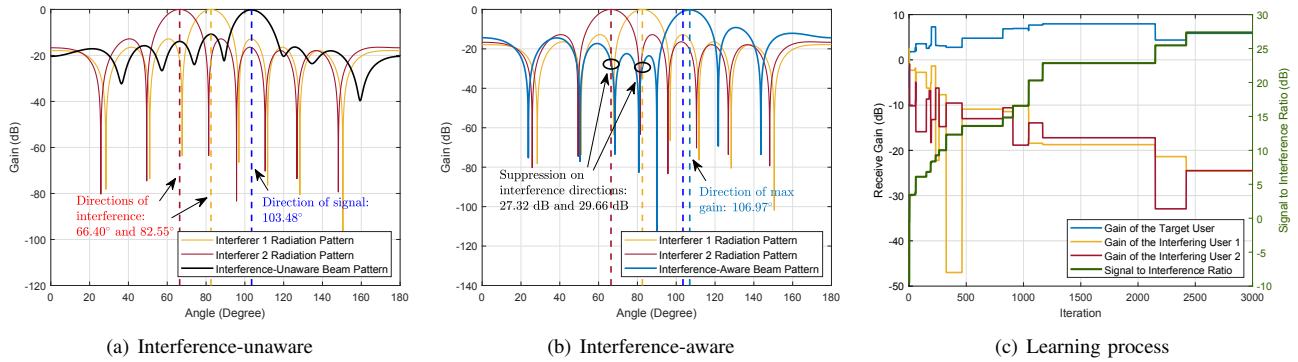 0
-20
-40
-60
-80
-100
-120
Gain (dB)
0 20 40 60 80 100 120 140 160 180
Angle (Degree)
Directions of
interference:
66.40° and 82.55°
Direction of signal:
103.48°
Interferer 1 Radiation Pattern
Interferer 2 Radiation Pattern
Interference-Unaware Beam Pattern
(a) Interference-unaware
0
-20
-40
-60
-80
-100
-120
Gain (dB)
0 20 40 60 80 100 120 140 160 180
Angle (Degree)
Suppression on
interference directions:
27.32 dB and 29.66 dB
Direction of max
gain: 106.97°
Interferer 1 Radiation Pattern
Interferer 2 Radiation Pattern
Interference-Aware Beam Pattern
(b) Interference-aware
10
0
-10
-20
-30
-40
-50
Receive Gain (dB)
30
25
20
15
10
5
0
-5
-10
Signal to Interference Ratio (dB)
0 500 1000 1500 2000 2500 3000
Iteration
Gain of the Target User
Gain of the Interfering User 1
Gain of the Interfering User 2
Signal to Interference Ratio
(c) Learning process